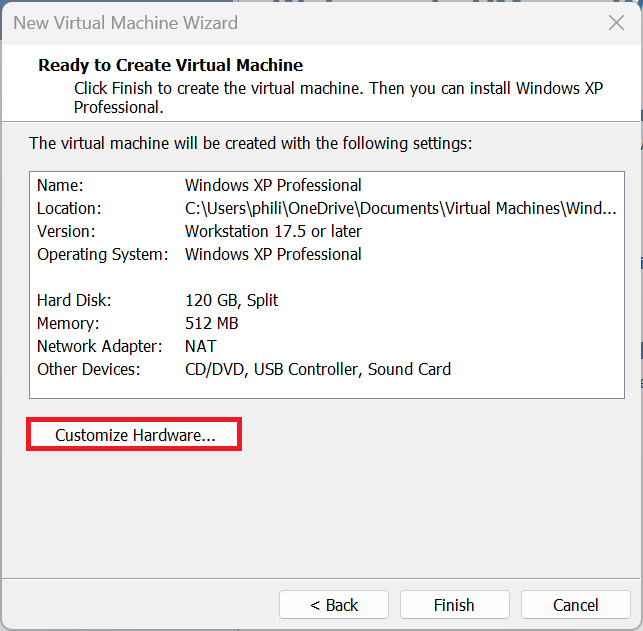 New Virtual Machine Wizard
Ready to Create Virtual Machine
Click Finish to create the virtual machine. Then you can install Windows XP
Professional.
The virtual machine will be created with the following settings:
Name: Windows XP Professional
Location: C:\Users\phili\OneDrive\Documents\Virtual Machines\Wind...
Version: Workstation 17.5 or later
Operating System: Windows XP Professional
Hard Disk: 120 GB, Split
Memory: 512 MB
Network Adapter: NAT
Other Devices: CD/DVD, USB Controller, Sound Card
Customize Hardware...
< Back Finish Cancel